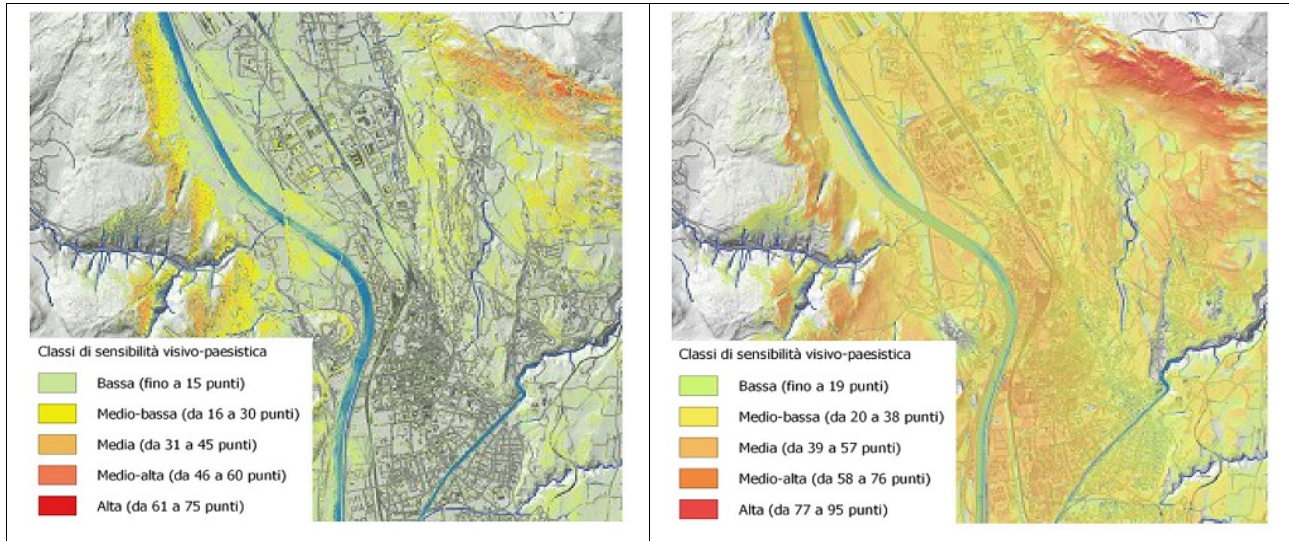 Classi di sensibilità visivo-paesistica
Bassa (fino a 15 punti)
Medio-bassa (da 16 a 30 punti)
Media (da 31 a 45 punti)
Medio-alta (da 46 a 60 punti)
Alta (da 61 a 75 punti)
Classi di sensibilità visivo-paesistica
Bassa (fino a 19 punti)
Medio-bassa (da 20 a 38 punti)
Media (da 39 a 57 punti)
Medio-alta (da 58 a 76 punti)
Alta (da 77 a 95 punti)